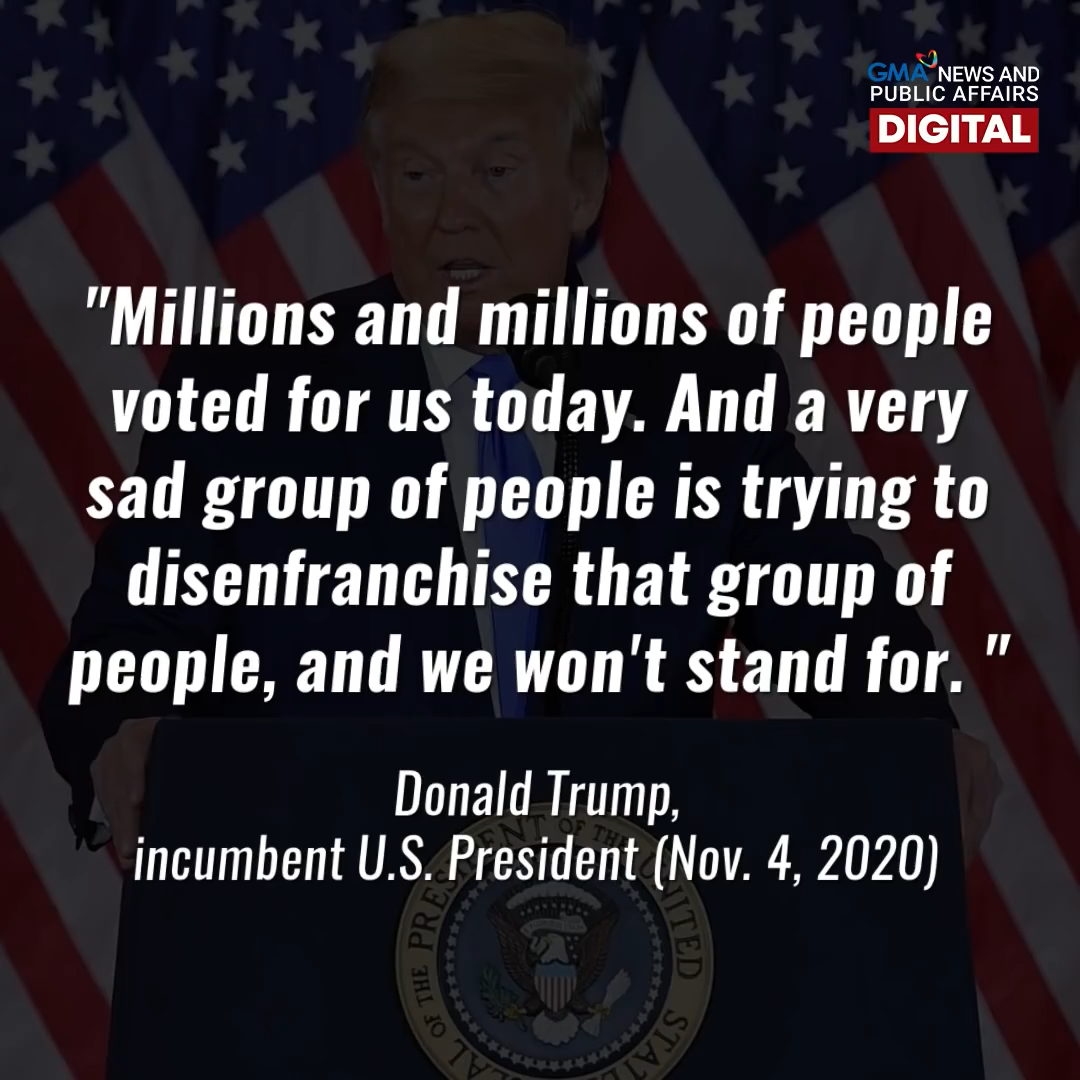 GMA NEWS AND
PUBLIC AFFAIRS
DIGITAL
"Millions and millions of people
voted for us today. And a very
sad group of people is trying to
disenfranchise that group of
people, and we won't stand for. "
Donald Trump,
incumbent U.S. President (Nov. 4, 2020)